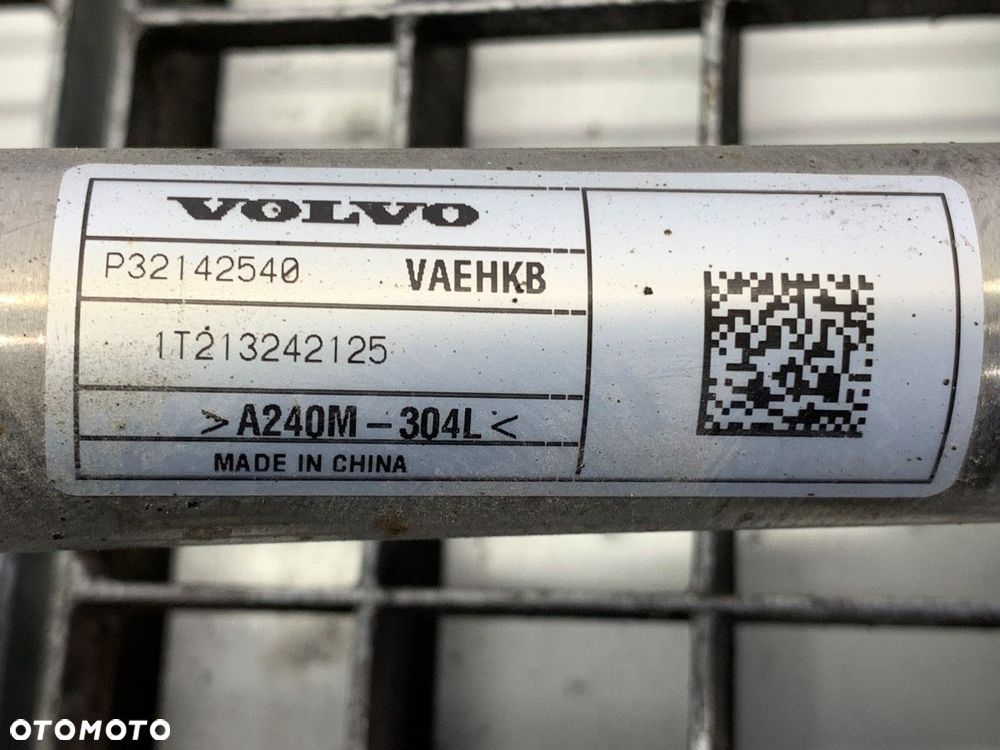 VOLVO
P32142540 VAEHKB
1T213242125
>A240M-304L<
MADE IN CHINA
OTOMOTO